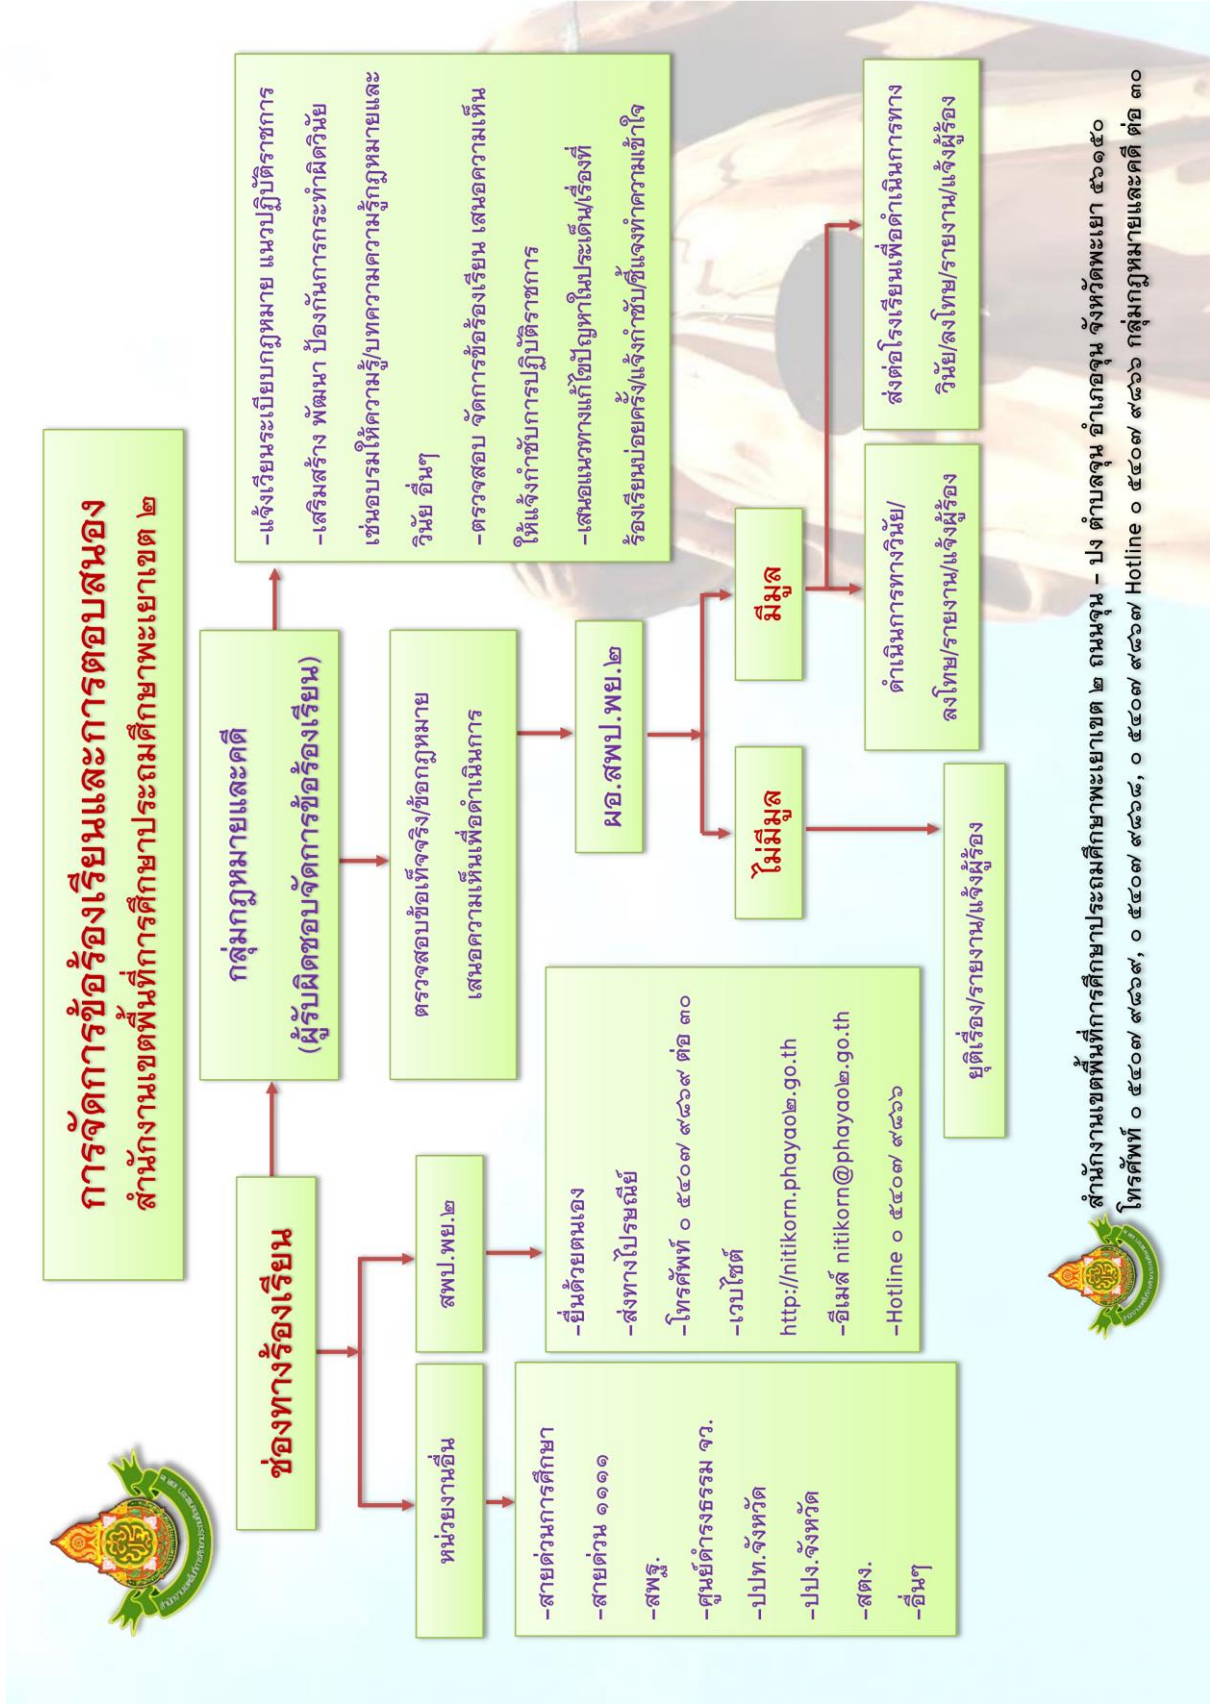 การจัดการข้อร้องเรียนและการตอบสนอง
สำนักงานเขตพื้นที่การศึกษาประถมศึกษาพะเยาเขต ๒
ช่องทางร้องเรียน
หน่วยงานอื่น
-สายด่วนการศึกษา
-สายด่วน ๑๑๑๑
-สพฐ.
-ศูนย์ดำรงธรรม จว.
-ปปท.จังหวัด
-ปปง.จังหวัด
-สตง.
-อื่นๆ
สพป.พย.๒
-ยื่นด้วยตนเอง
-ส่งทางไปรษณีย์
-โทรศัพท์ ๐ ๕๔๐๗ ๙๘๖๙ ต่อ ๓๐
-เวบไซต์
http://nitikorn.phayao๒.go.th
-อีเมล์ nitikorn@phayao๒.go.th
-Hotline ๐ ๕๔๐๗ ๙๘๖๖
กลุ่มกฎหมายและคดี
(ผู้รับผิดชอบจัดการข้อร้องเรียน)
ตรวจสอบข้อเท็จจริง/ข้อกฎหมาย
เสนอความเห็นเพื่อดำเนินการ
ผอ.สพป.พย.๒
ไม่มีมูล
ยุติเรื่อง/รายงาน/แจ้งผู้ร้อง
มีมูล
ดำเนินการทางวินัย/
ลงโทษ/รายงาน/แจ้งผู้ร้อง
ส่งต่อโรงเรียนเพื่อดำเนินการทาง
วินัย/ลงโทษ/รายงาน/แจ้งผู้ร้อง
-แจ้งเวียนระเบียบกฎหมาย แนวปฏิบัติราชการ
-เสริมสร้าง พัฒนา ป้องกันการกระทำผิดวินัย
เช่นอบรมให้ความรู้/บทความความรู้กฎหมายและ
วินัย อื่นๆ
-ตรวจสอบ จัดการข้อร้องเรียน เสนอความเห็น
ให้แจ้งกำชับการปฏิบัติราชการ
-เสนอแนวทางแก้ไขปัญหาในประเด็น/เรื่องที่
ร้องเรียนบ่อยครั้ง/แจ้งกำชับ/ชี้แจงทำความเข้าใจ
สำนักงานเขตพื้นที่การศึกษาประถมศึกษาพะเยาเขต ๒ ถนนจุน – ปง ตำบลจุน อำเภอจุน จังหวัดพะเยา ๕๖๑๕๐
โทรศัพท์ ๐ ๕๔๐๗ ๙๘๖๙, ๐ ๕๔๐๗ ๙๘๖๘, ๐ ๕๔๐๗ ๙๘๖๗ Hotline ๐ ๕๔๐๗ ๙๘๖๖ กลุ่มกฎหมายและคดี ต่อ ๓๐